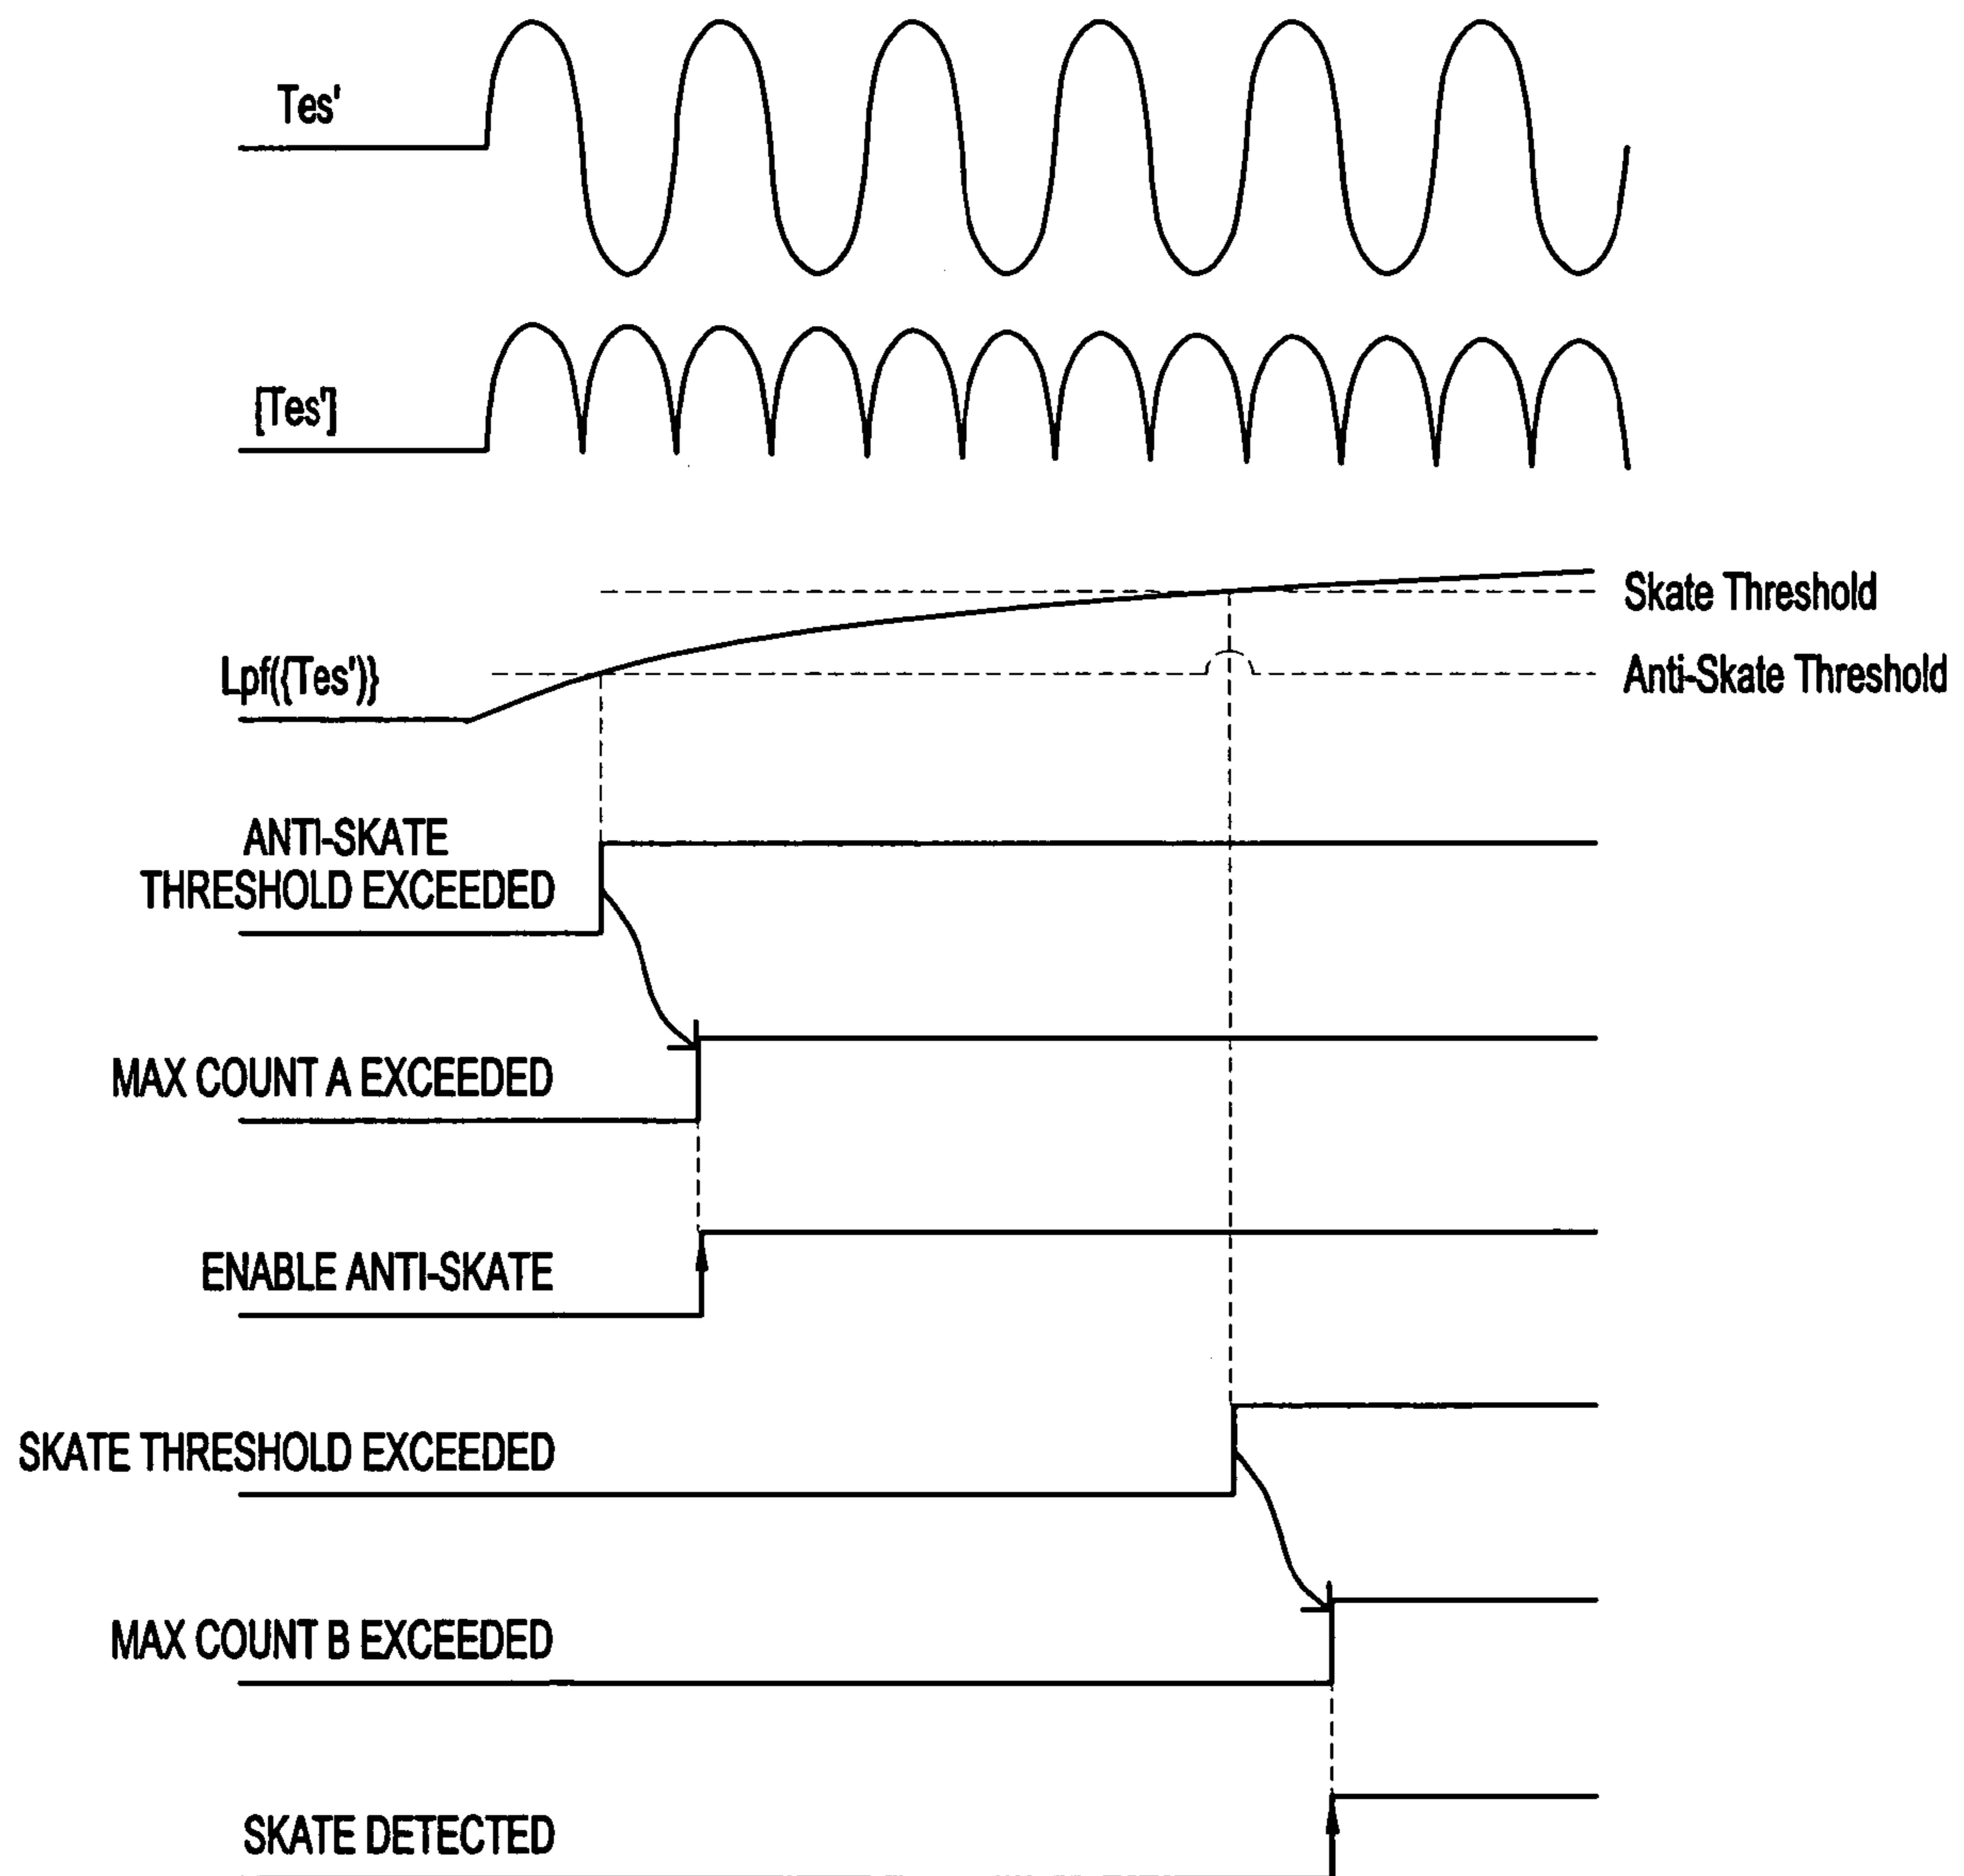 Tes'
[Tes']
Skate Threshold
Lpf({Tes')}
Anti-Skate Threshold
ANTI-SKATE
THRESHOLD EXCEEDED
MAX COUNT A EXCEEDED
ENABLE ANTI-SKATE
SKATE THRESHOLD EXCEEDED
MAX COUNT B EXCEEDED
SKATE DETECTED